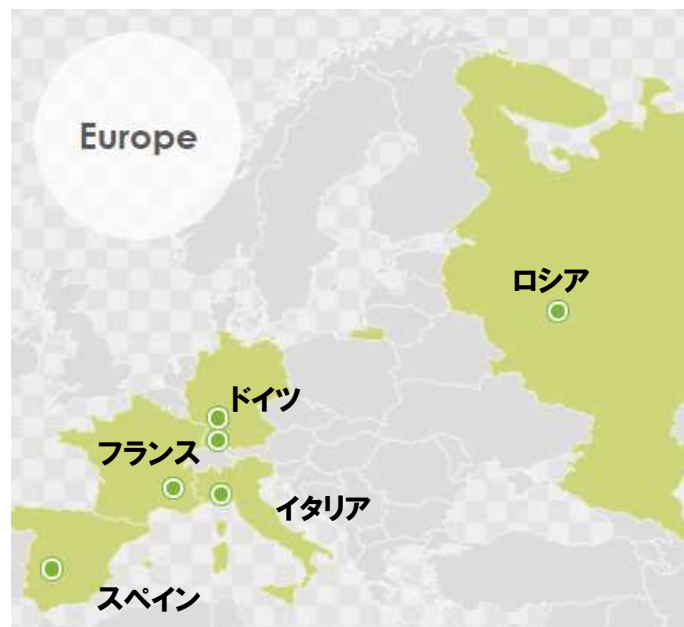 Europe
ロシア
ドイツ
フランス
イタリア
スペイン